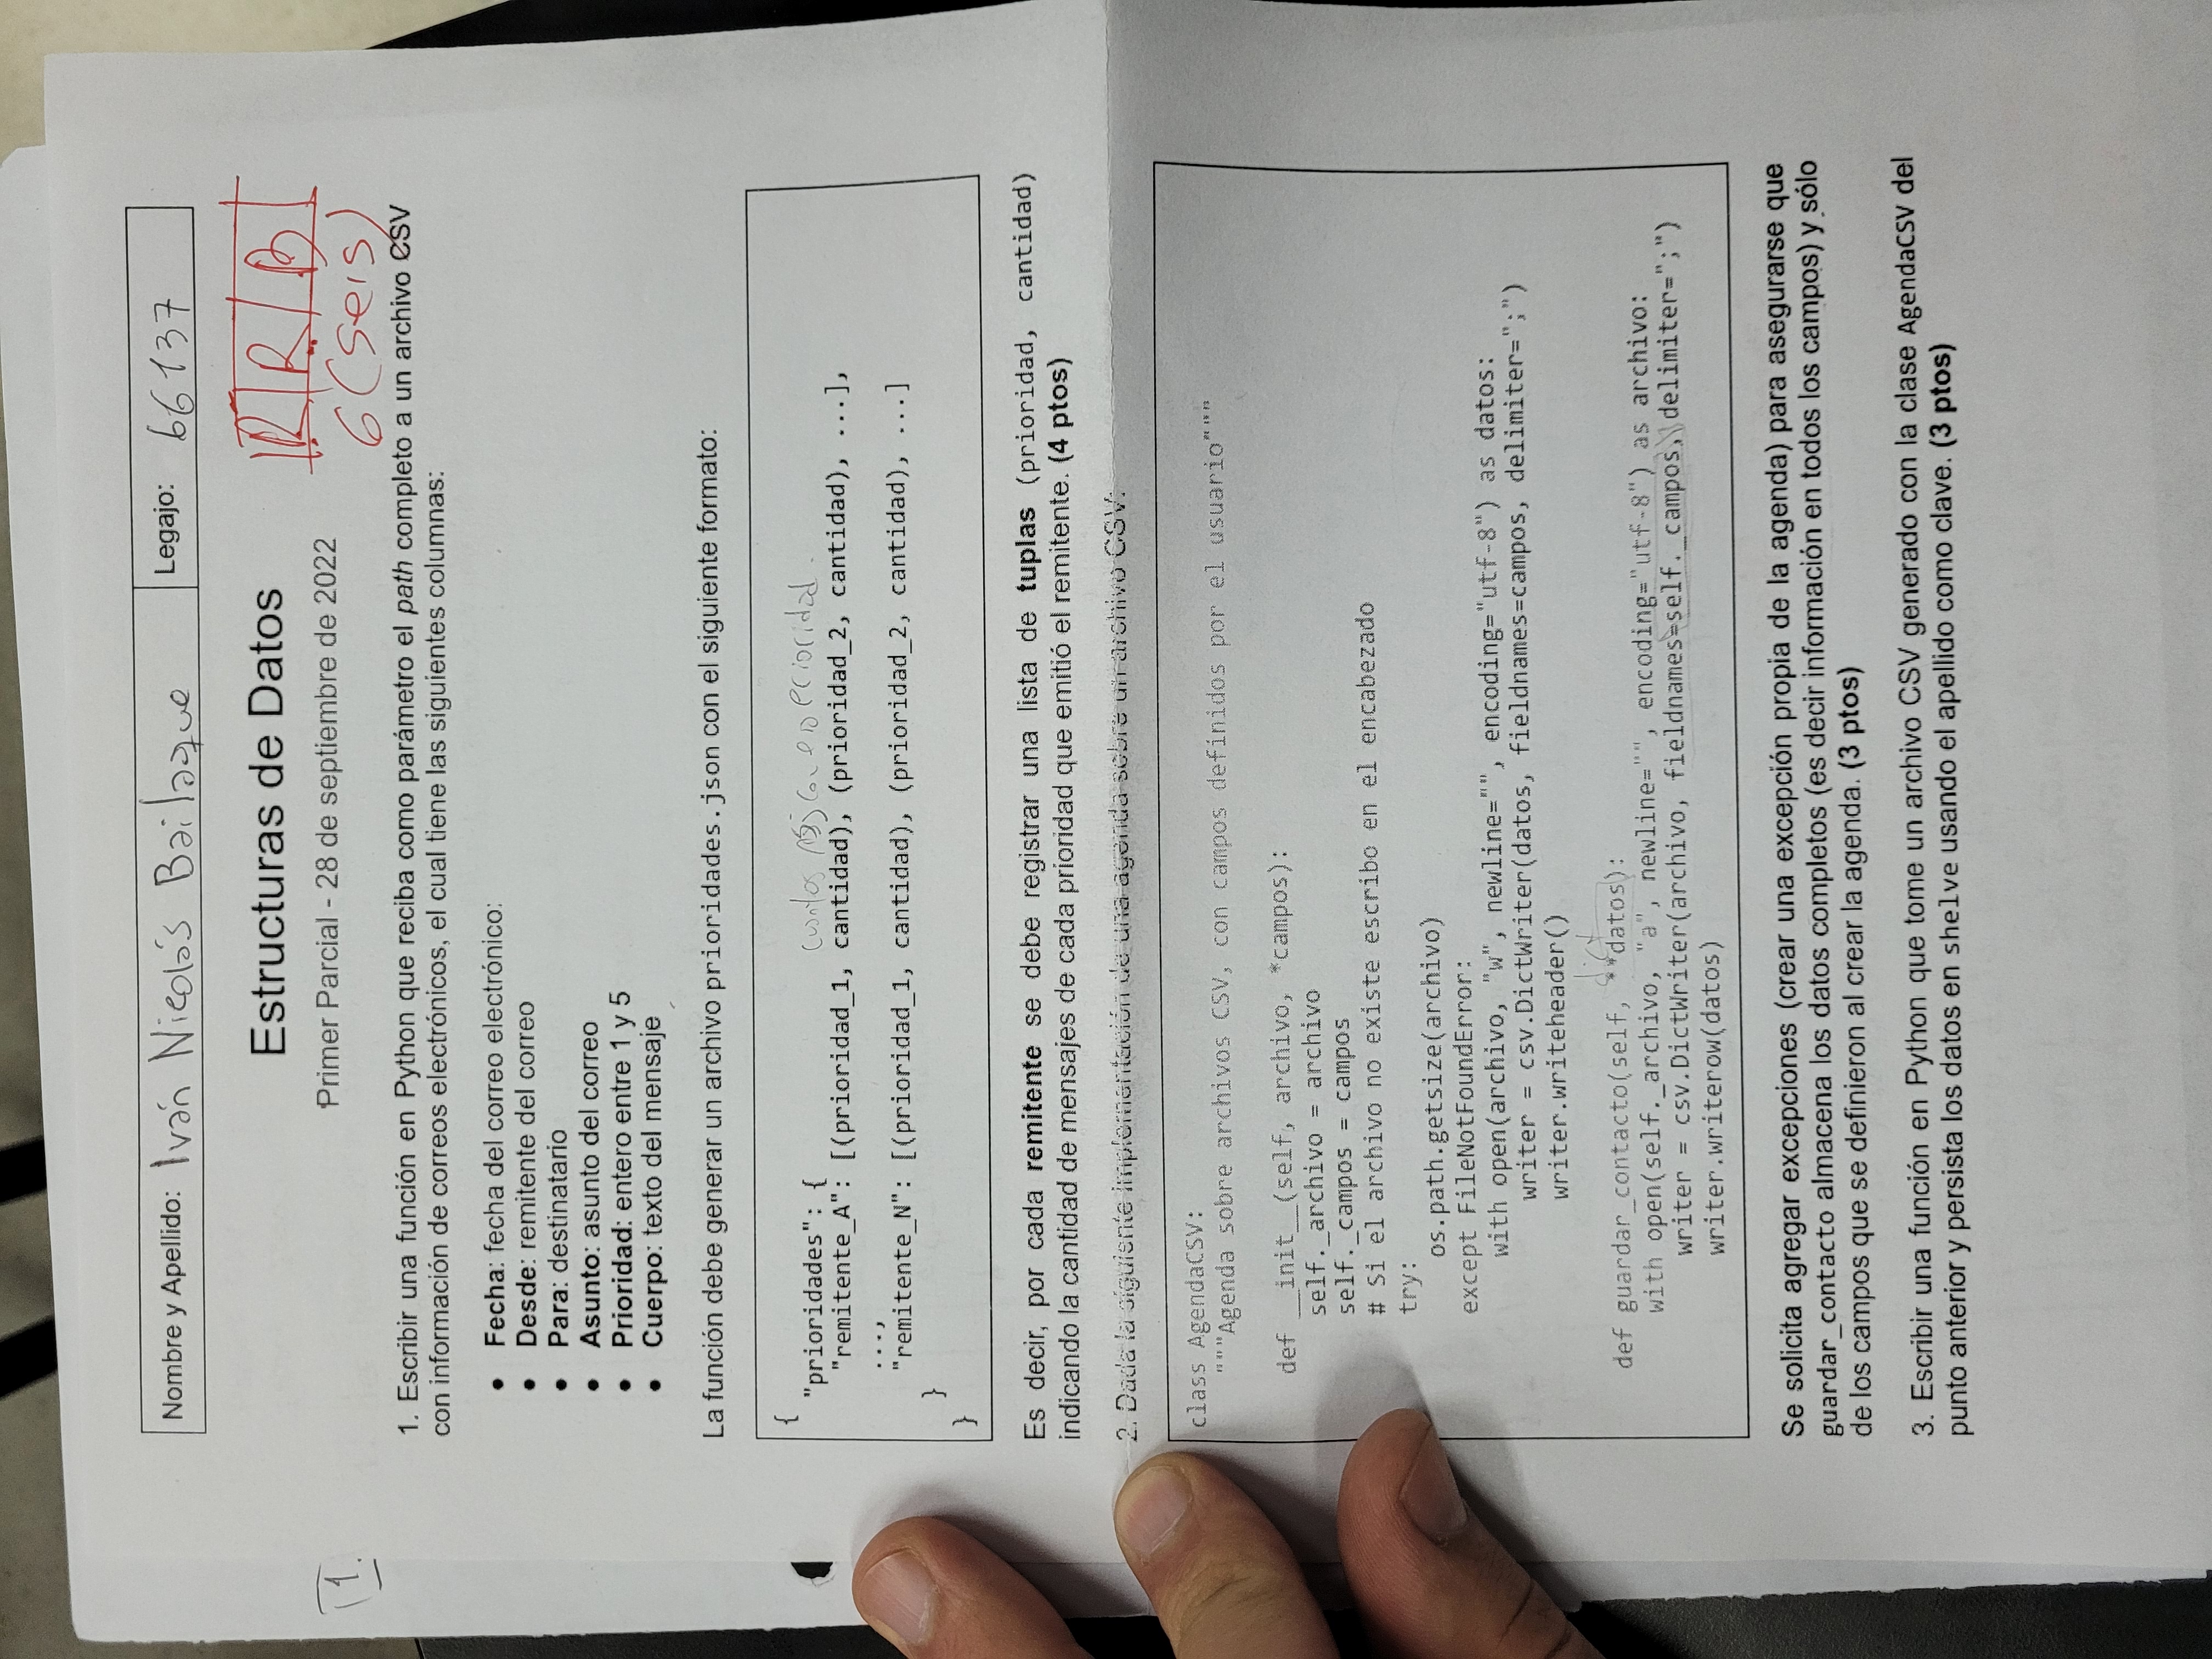 Nombre y Apellido: Iván Nicolás Bailaque
Legajo: 66137
Estructuras de Datos
R R B
Primer Parcial - 28 de septiembre de 2022
6 (seis)
1.
1. Escribir una función en Python que reciba como parámetro el path completo a un archivo CSV
con información de correos electrónicos, el cual tiene las siguientes columnas:
● Fecha: fecha del correo electrónico:
● Desde: remitente del correo
● Para: destinatario
● Asunto: asunto del correo
● Prioridad: entero entre 1 y 5
● Cuerpo: texto del mensaje
La función debe generar un archivo prioridades.json con el siguiente formato:
{
"prioridades": {
prioridad.
"remitente_A": [(prioridad_1, cantidad), (prioridad_2, cantidad), ...],
...,
"remitente_N": [(prioridad_1, cantidad), (prioridad_2, cantidad), ...]
}
}
Es decir, por cada remitente se debe registrar una lista de tuplas (prioridad, cantidad)
indicando la cantidad de mensajes de cada prioridad que emitió el remitente. (4 ptos)
2. Dada la siguiente implementación de una agenda sobre un archivo CSV:
class AgendaCSV:
"""Agenda sobre archivos CSV, con campos definidos por el usuario"""
def __init__(self, archivo, *campos):
self._archivo = archivo
self._campos = campos
# Si el archivo no existe escribo en el encabezado
try:
os.path.getsize(archivo)
except FileNotFoundError:
with open(archivo, "w", newline="", encoding="utf-8") as datos:
writer = csv.DictWriter(datos, fieldnames=campos, delimiter=";")
writer.writeheader()
dict
def guardar_contacto(self, **datos):
with open(self._archivo, "a", newline="", encoding="utf-8") as archivo:
writer = csv.DictWriter(archivo, fieldnames=self._campos, delimiter=";")
writer.writerow(datos)
Se solicita agregar excepciones (crear una excepción propia de la agenda) para asegurarse que
guardar_contacto almacena los datos completos (es decir información en todos los campos) y sólo
de los campos que se definieron al crear la agenda. (3 ptos)
3. Escribir una función en Python que tome un archivo CSV generado con la clase AgendaCSV del
punto anterior y persista los datos en shelve usando el apellido como clave. (3 ptos)